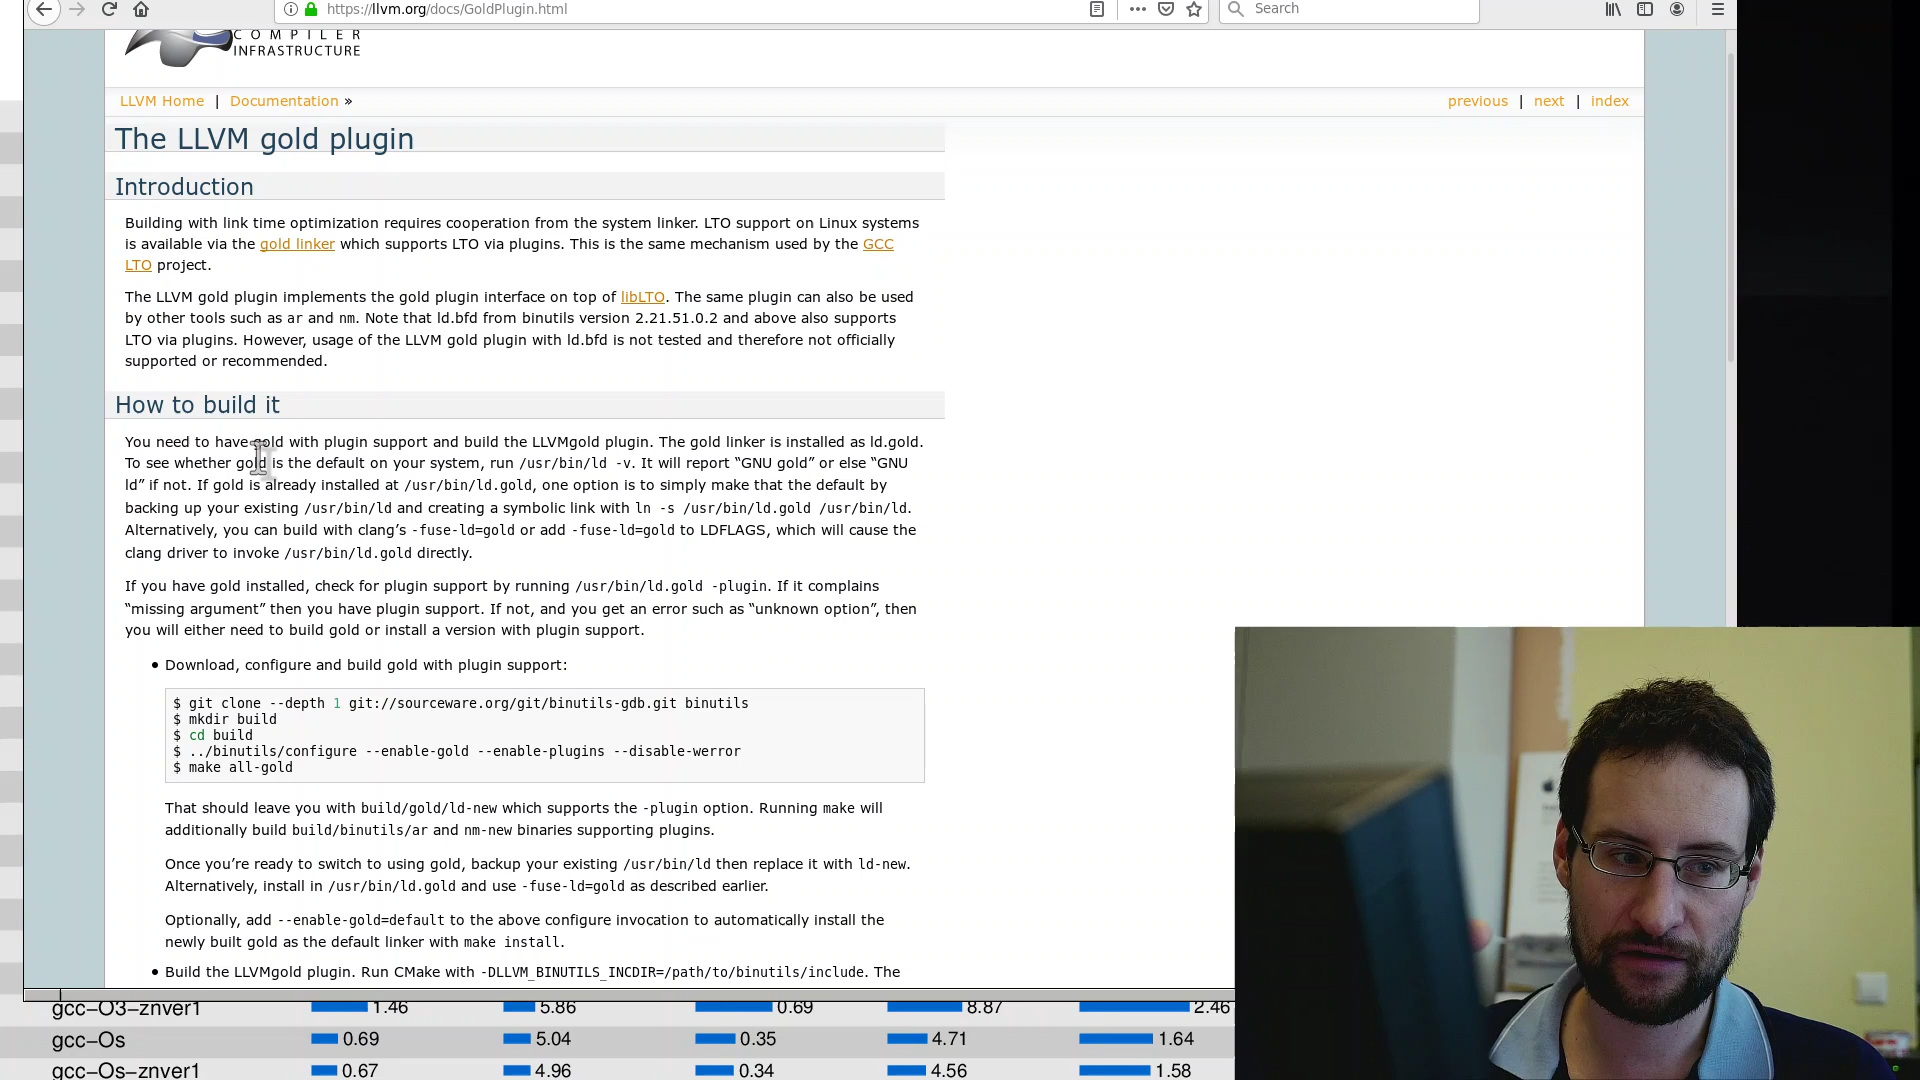 https://llvm.org/docs/GoldPlugin.html
Search
COMPILER
INFRASTRUCTURE
LLVM Home | Documentation »
previous | next | index
The LLVM gold plugin
Introduction
Building with link time optimization requires cooperation from the system linker. LTO support on Linux systems
is available via the gold linker which supports LTO via plugins. This is the same mechanism used by the GCC
LTO project.
The LLVM gold plugin implements the gold plugin interface on top of libLTO. The same plugin can also be used
by other tools such as ar and nm. Note that ld.bfd from binutils version 2.21.51.0.2 and above also supports
LTO via plugins. However, usage of the LLVM gold plugin with ld.bfd is not tested and therefore not officially
supported or recommended.
How to build it
You need to have gold with plugin support and build the LLVMgold plugin. The gold linker is installed as ld.gold.
To see whether gold is the default on your system, run /usr/bin/ld -v. It will report “GNU gold” or else “GNU
ld” if not. If gold is already installed at /usr/bin/ld.gold, one option is to simply make that the default by
backing up your existing /usr/bin/ld and creating a symbolic link with ln -s /usr/bin/ld.gold /usr/bin/ld.
Alternatively, you can build with clang’s -fuse-ld=gold or add -fuse-ld=gold to LDFLAGS, which will cause the
clang driver to invoke /usr/bin/ld.gold directly.
If you have gold installed, check for plugin support by running /usr/bin/ld.gold -plugin. If it complains
“missing argument” then you have plugin support. If not, and you get an error such as “unknown option”, then
you will either need to build gold or install a version with plugin support.
• Download, configure and build gold with plugin support:
$ git clone --depth 1 git://sourceware.org/git/binutils-gdb.git binutils
$ mkdir build
$ cd build
$ ../binutils/configure --enable-gold --enable-plugins --disable-werror
$ make all-gold
That should leave you with build/gold/ld-new which supports the -plugin option. Running make will
additionally build build/binutils/ar and nm-new binaries supporting plugins.
Once you’re ready to switch to using gold, backup your existing /usr/bin/ld then replace it with ld-new.
Alternatively, install in /usr/bin/ld.gold and use -fuse-ld=gold as described earlier.
Optionally, add --enable-gold=default to the above configure invocation to automatically install the
newly built gold as the default linker with make install.
• Build the LLVMgold plugin. Run CMake with -DLLVM_BINUTILS_INCDIR=/path/to/binutils/include. The
gcc-O3-znver1 1.46 5.86 0.69 8.87 2.46
gcc-Os 0.69 5.04 0.35 4.71 1.64
gcc-Os-znver1 0.67 4.96 0.34 4.56 1.58